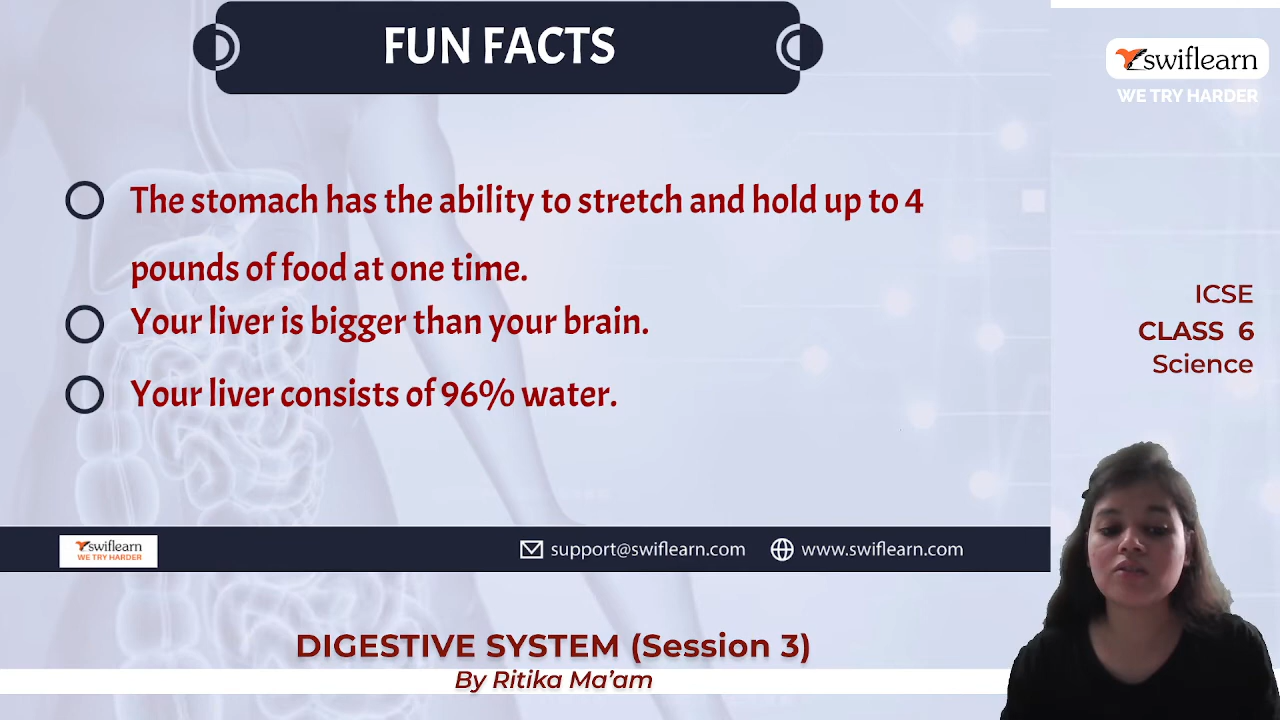 FUN FACTS
swiflearn
WE TRY HARDER
The stomach has the ability to stretch and hold up to 4
pounds of food at one time.
Your liver is bigger than your brain.
Your liver consists of 96% water.
ICSE
CLASS 6
Science
swiflearn
WE TRY HARDER
support@swiflearn.com
www.swiflearn.com
DIGESTIVE SYSTEM (Session 3)
By Ritika Ma'am